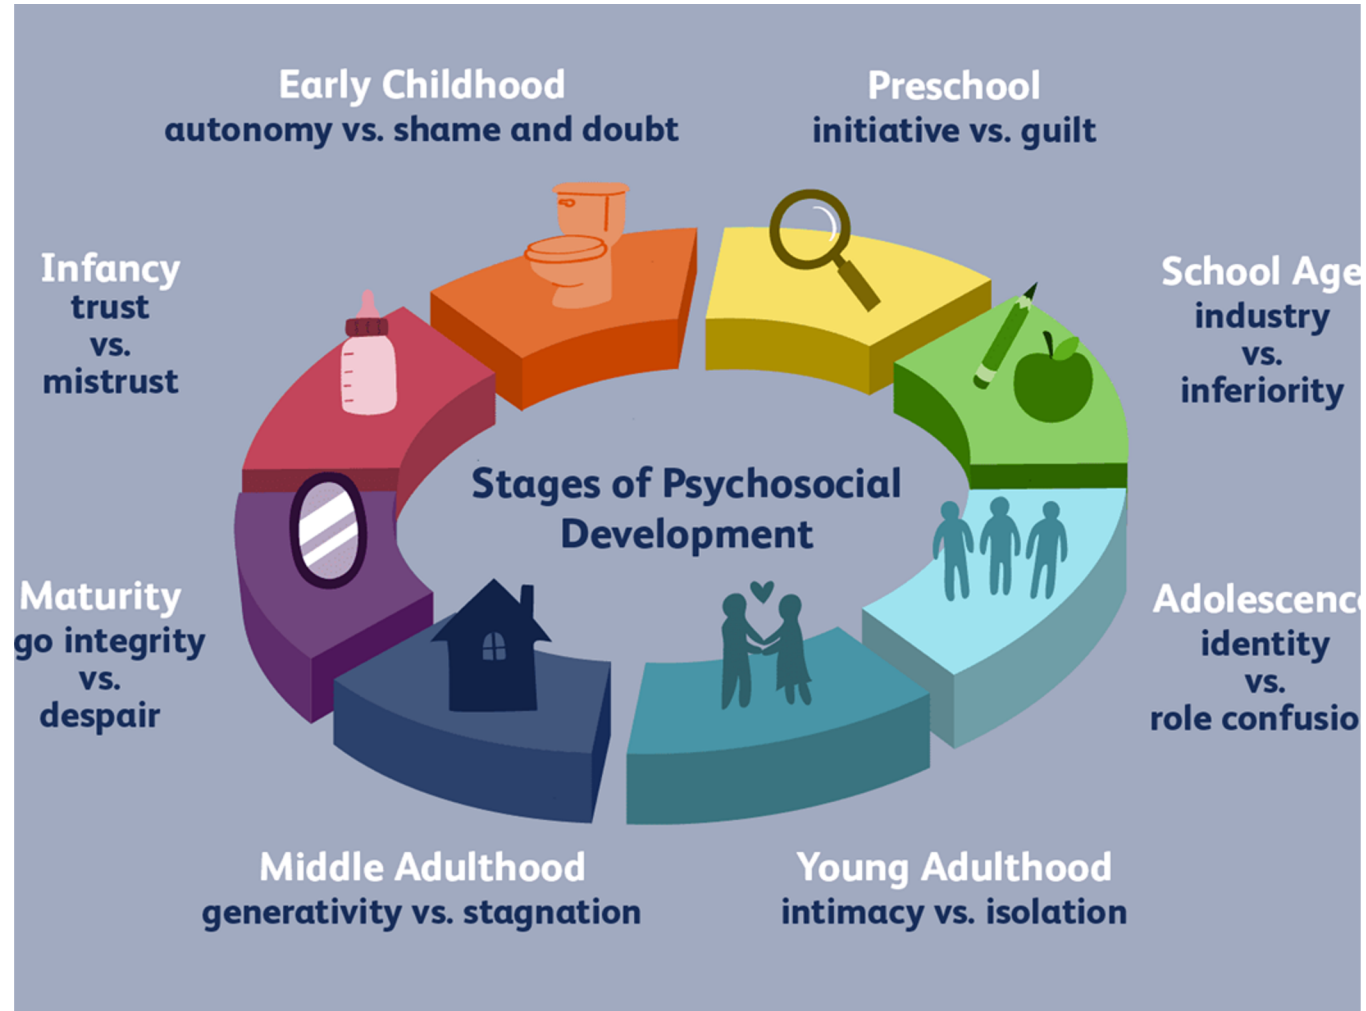 Early Childhood
autonomy vs. shame and doubt
Preschool
initiative vs. guilt
Infancy
trust
vs.
mistrust
School Age
industry
vs.
inferiority
Stages of Psychosocial
Development
Maturity
go integrity
vs.
despair
Adolescenc
identity
vs.
role confusio
Middle Adulthood
generativity vs. stagnation
Young Adulthood
intimacy vs. isolation